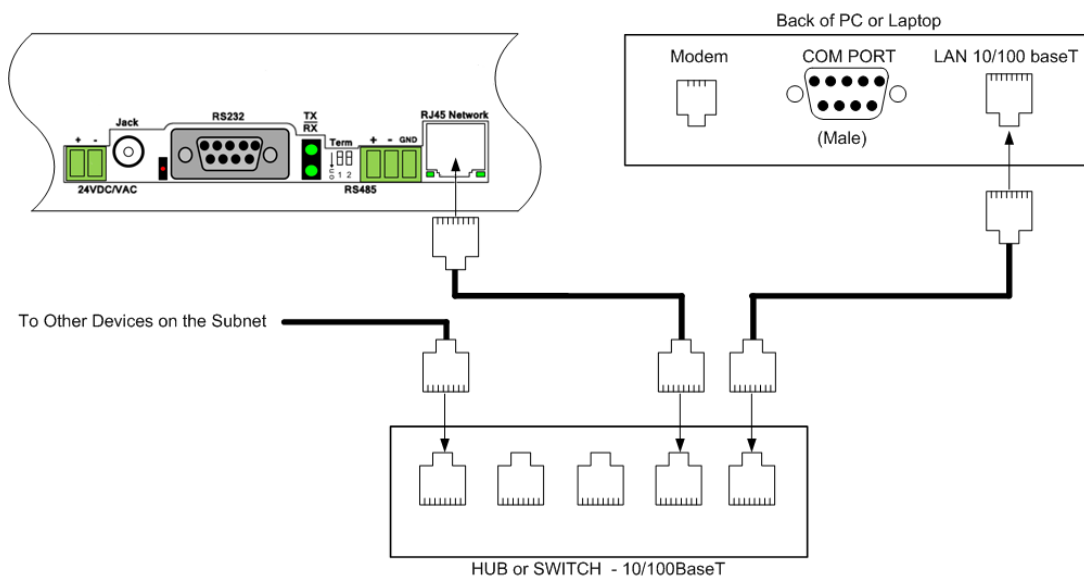 Back of PC or Laptop
Modem
COM PORT
LAN 10/100 baseT
(Male)
Jack
RS232
TX
RX
RJ45 Network
Term
+ -
+ - GND
ON
1 2
24VDC/VAC
RS485
To Other Devices on the Subnet
HUB or SWITCH - 10/100BaseT